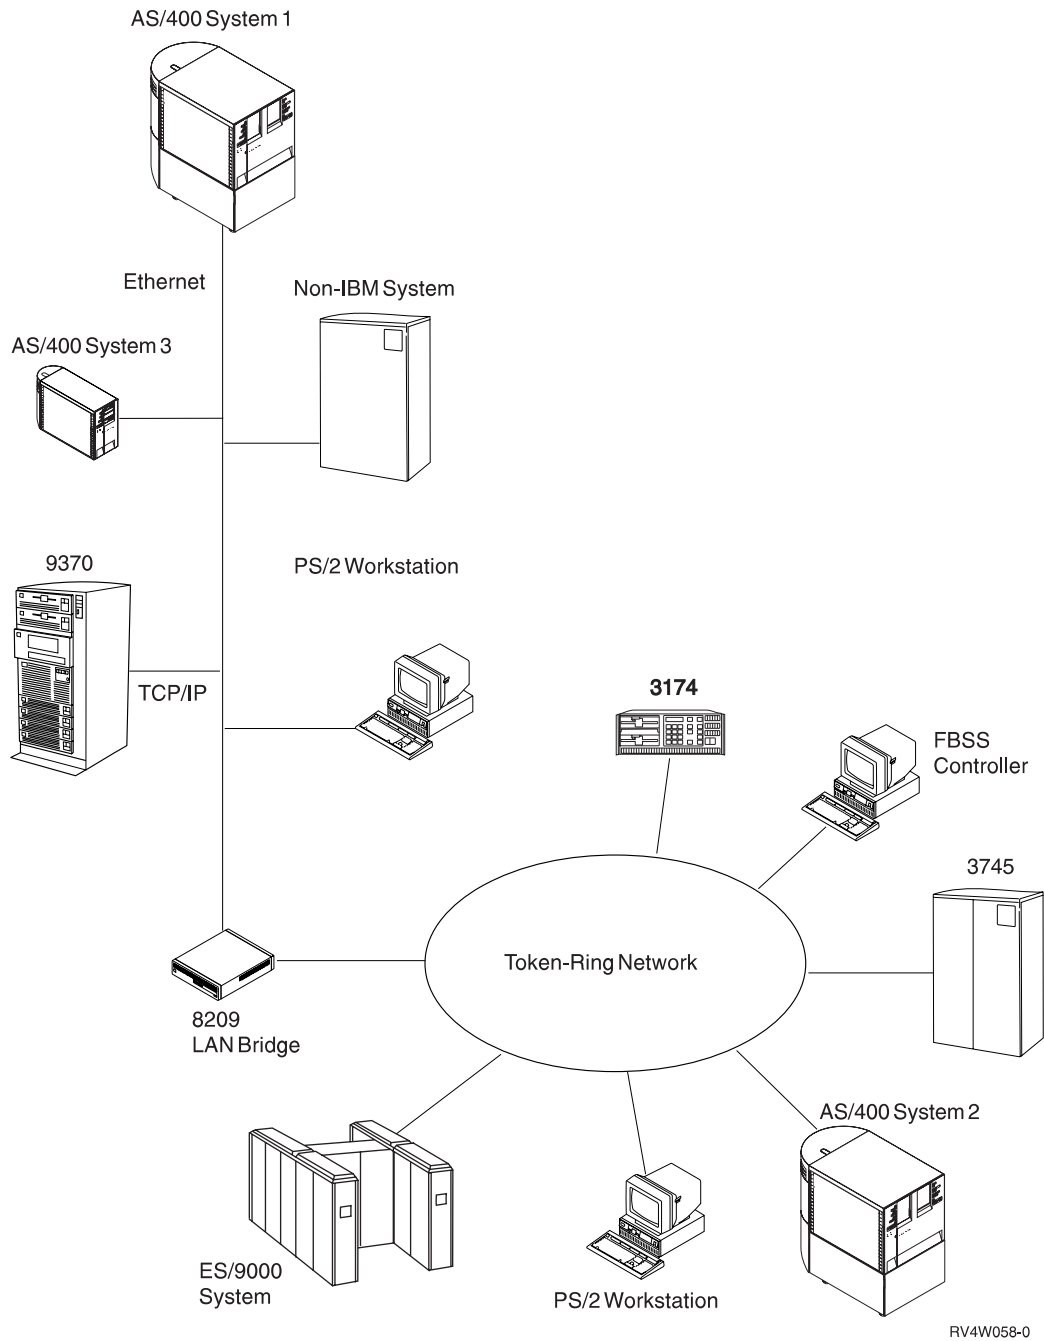 AS/400 System 1
Ethernet
Non-IBM System
AS/400 System 3
9370
PS/2 Workstation
TCP/IP
3174
FBSS
Controller
3745
Token-Ring Network
8209
LAN Bridge
AS/400 System 2
ES/9000
System
PS/2 Workstation
RV4W058-0